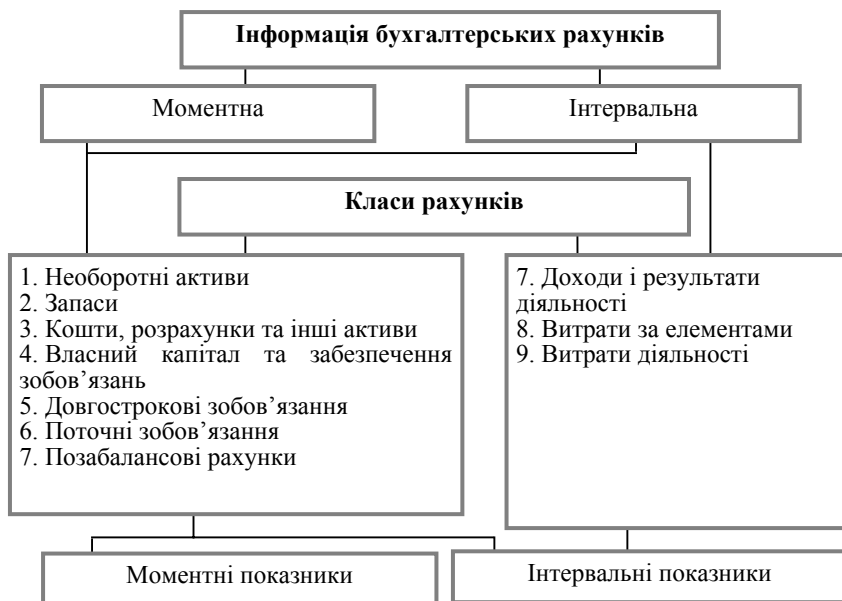 Інформація бухгалтерських рахунків
Моментна
Інтервальна
Класи рахунків
1. Необоротні активи
2. Запаси
3. Кошти, розрахунки та інші активи
4. Власний капітал та забезпечення
зобов’язань
5. Довгострокові зобов’язання
6. Поточні зобов’язання
7. Позабалансові рахунки
7. Доходи і результати
діяльності
8. Витрати за елементами
9. Витрати діяльності
Моментні показники
Інтервальні показники